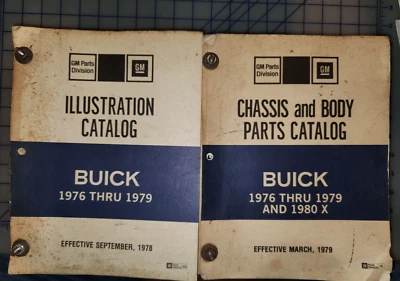 GM Parts
Division
GM
ILLUSTRATION
CATALOG
BUICK
1976 THRU 1979
EFFECTIVE SEPTEMBER, 1978
GM Parts
Division
GM
CHASSIS and BODY
PARTS CATALOG
BUICK
1976 THRU 1979
AND 1980 X
EFFECTIVE MARCH, 1979